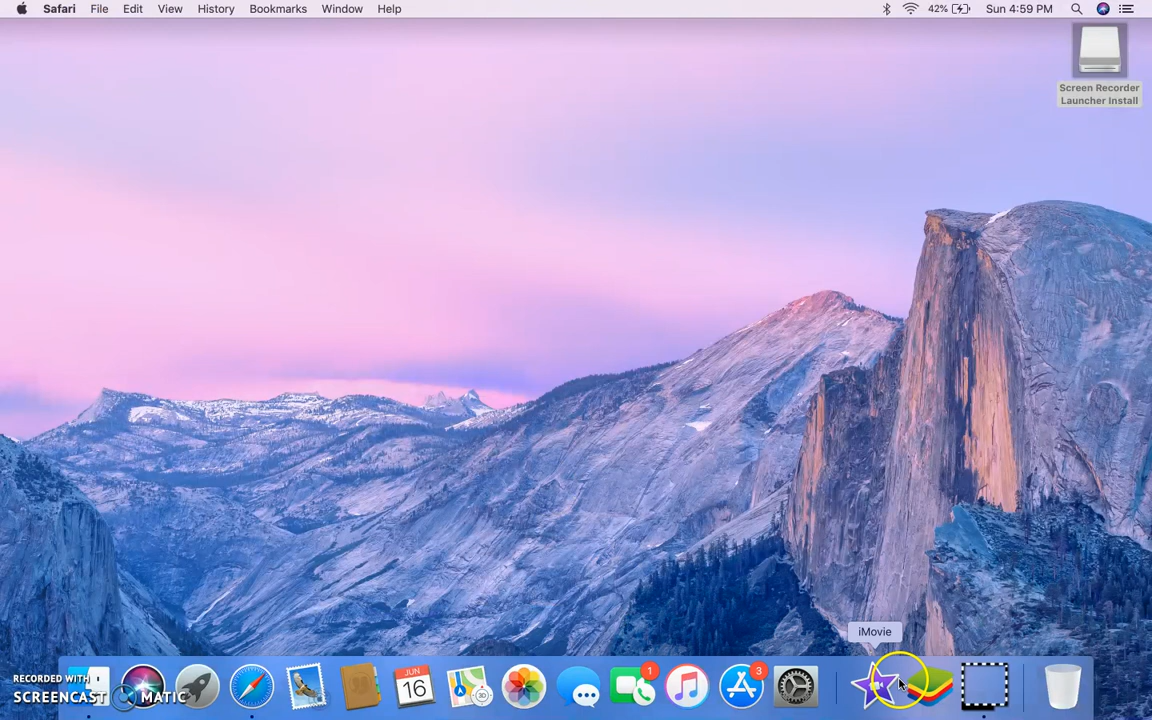 Safari File Edit View History Bookmarks Window Help 42% Sun 4:59 PM
Screen Recorder
Launcher Install
iMovie
1
3
JUN
16
3D
RECORDED WITH
SCREENCAST MATIC